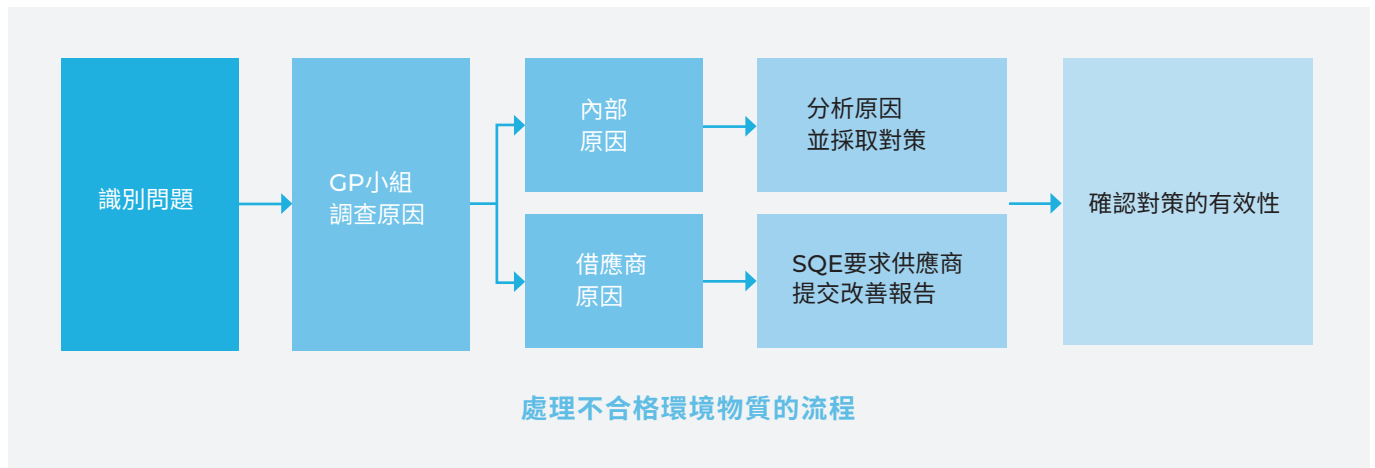 識別問題
GP小組
調查原因
內部
原因
分析原因
並採取對策
借應商
原因
SQE要求供應商
提交改善報告
確認對策的有效性
處理不合格環境物質的流程